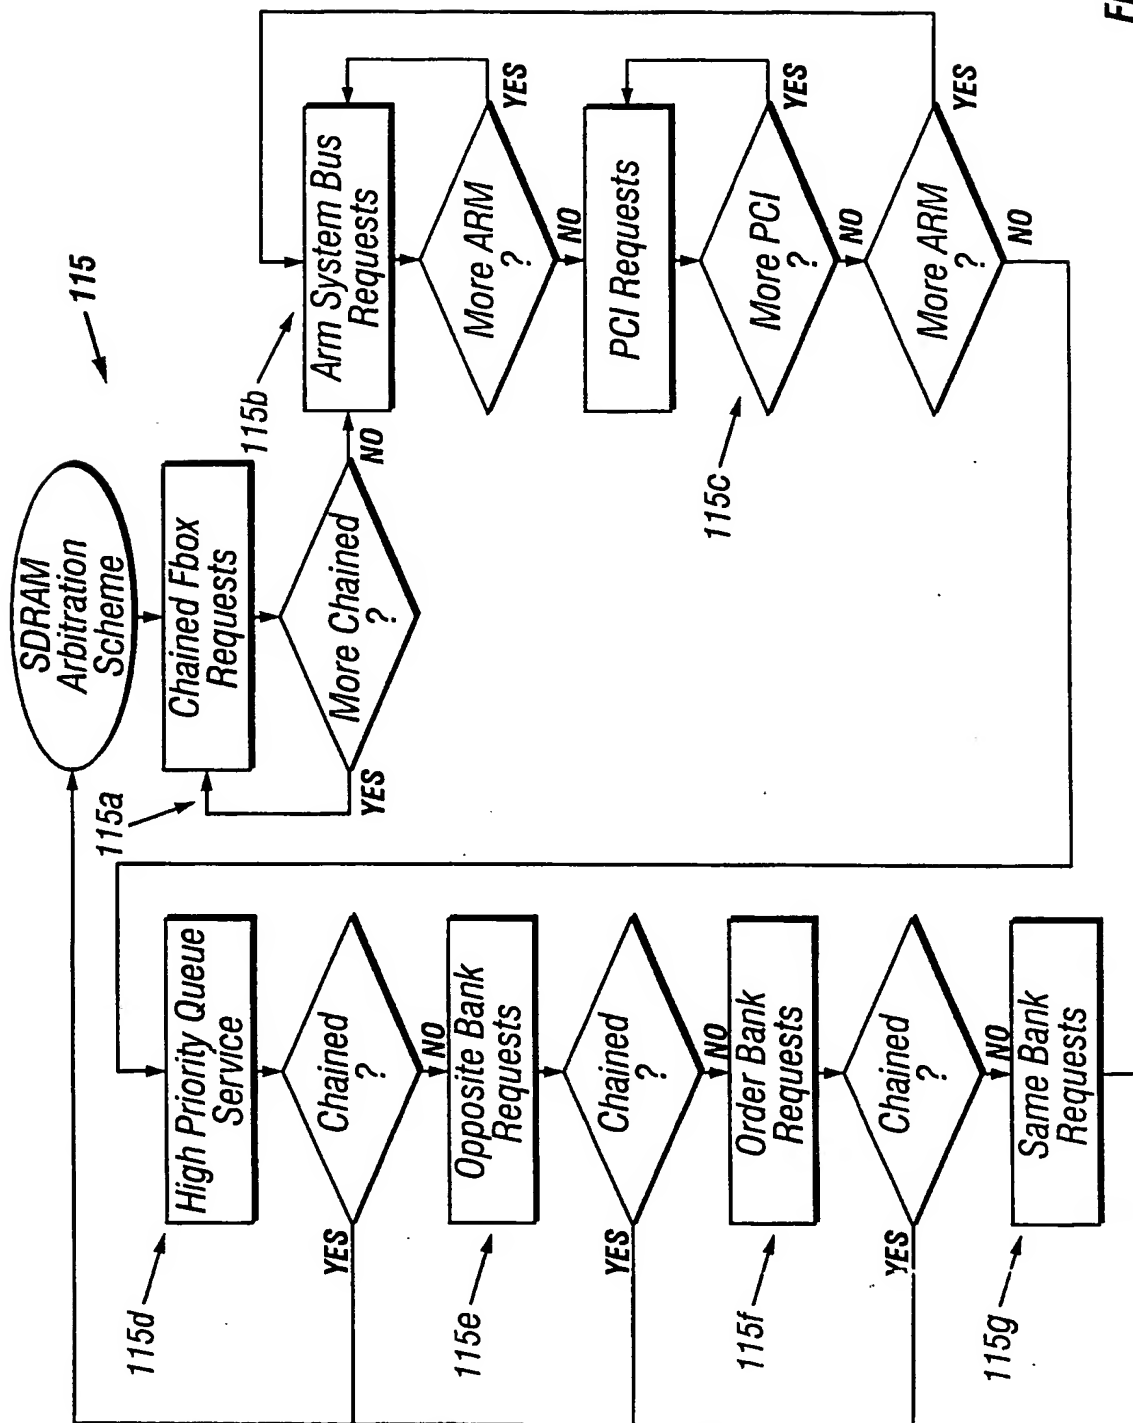 115
SDRAM
Arbitration
Scheme
115a
Chained Fbox
Requests
More Chained
?
YES
NO
115b
Arm System Bus
Requests
More ARM
?
YES
NO
PCI Requests
115c
More PCI
?
YES
NO
More ARM
?
YES
NO
115d
High Priority Queue
Service
Chained
?
YES
NO
115e
Opposite Bank
Requests
Chained
?
YES
NO
115f
Order Bank
Requests
Chained
?
YES
NO
115g
Same Bank
Requests